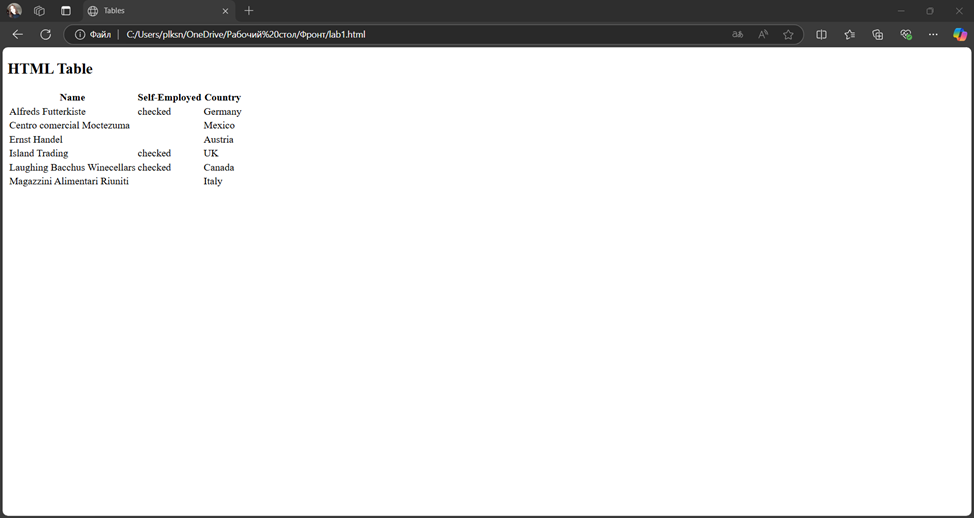 Tables
Файл C:/Users/plksn/OneDrive/Рабочий%20стол/Фронт/lab1.html
HTML Table
Name Self-Employed Country
Alfreds Futterkiste checked Germany
Centro comercial Moctezuma Mexico
Ernst Handel Austria
Island Trading checked UK
Laughing Bacchus Winecellars checked Canada
Magazzini Alimentari Riuniti Italy